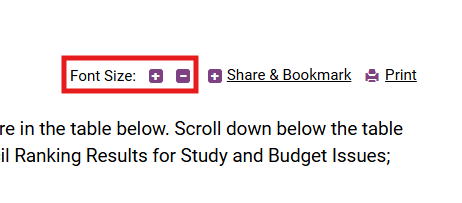 Font Size: + - + Share & Bookmark Print
re in the table below. Scroll down below the table
il Ranking Results for Study and Budget Issues;